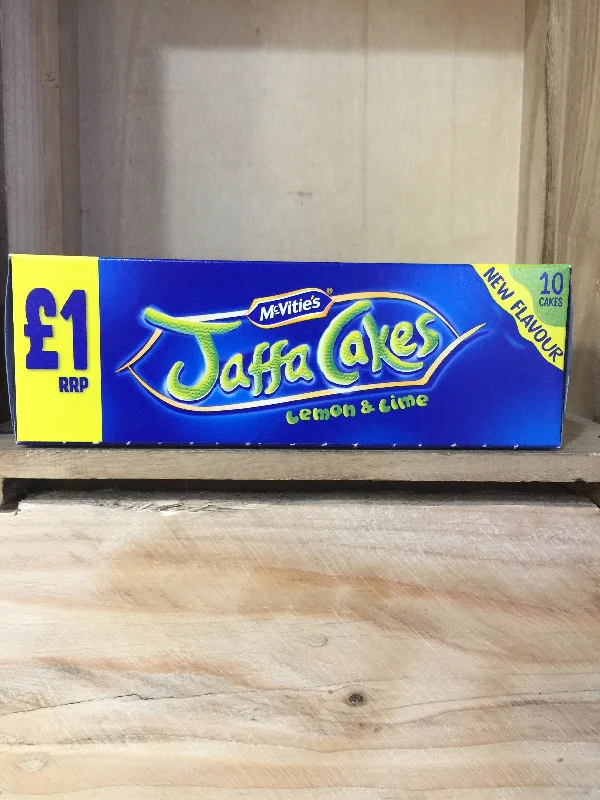 £1
RRP
McVitie's®
Jaffa Cakes
Lemon & Lime
NEW FLAVOUR
10
CAKES